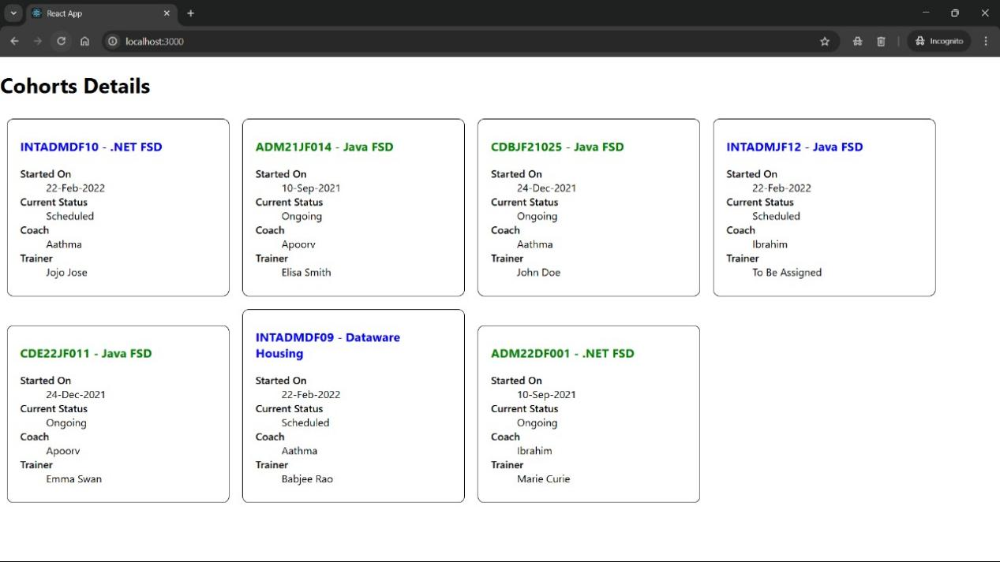 React App
localhost:3000
Incognito
Cohorts Details
INTADMDF10 - .NET FSD
Started On
22-Feb-2022
Current Status
Scheduled
Coach
Aathma
Trainer
Jojo Jose
ADM21JF014 - Java FSD
Started On
10-Sep-2021
Current Status
Ongoing
Coach
Apoorv
Trainer
Elisa Smith
CDBJF21025 - Java FSD
Started On
24-Dec-2021
Current Status
Ongoing
Coach
Aathma
Trainer
John Doe
INTADMJF12 - Java FSD
Started On
22-Feb-2022
Current Status
Scheduled
Coach
Ibrahim
Trainer
To Be Assigned
CDE22JF011 - Java FSD
Started On
24-Dec-2021
Current Status
Ongoing
Coach
Apoorv
Trainer
Emma Swan
INTADMDF09 - Dataware
Housing
Started On
22-Feb-2022
Current Status
Scheduled
Coach
Aathma
Trainer
Babjee Rao
ADM22DF001 - .NET FSD
Started On
10-Sep-2021
Current Status
Ongoing
Coach
Ibrahim
Trainer
Marie Curie